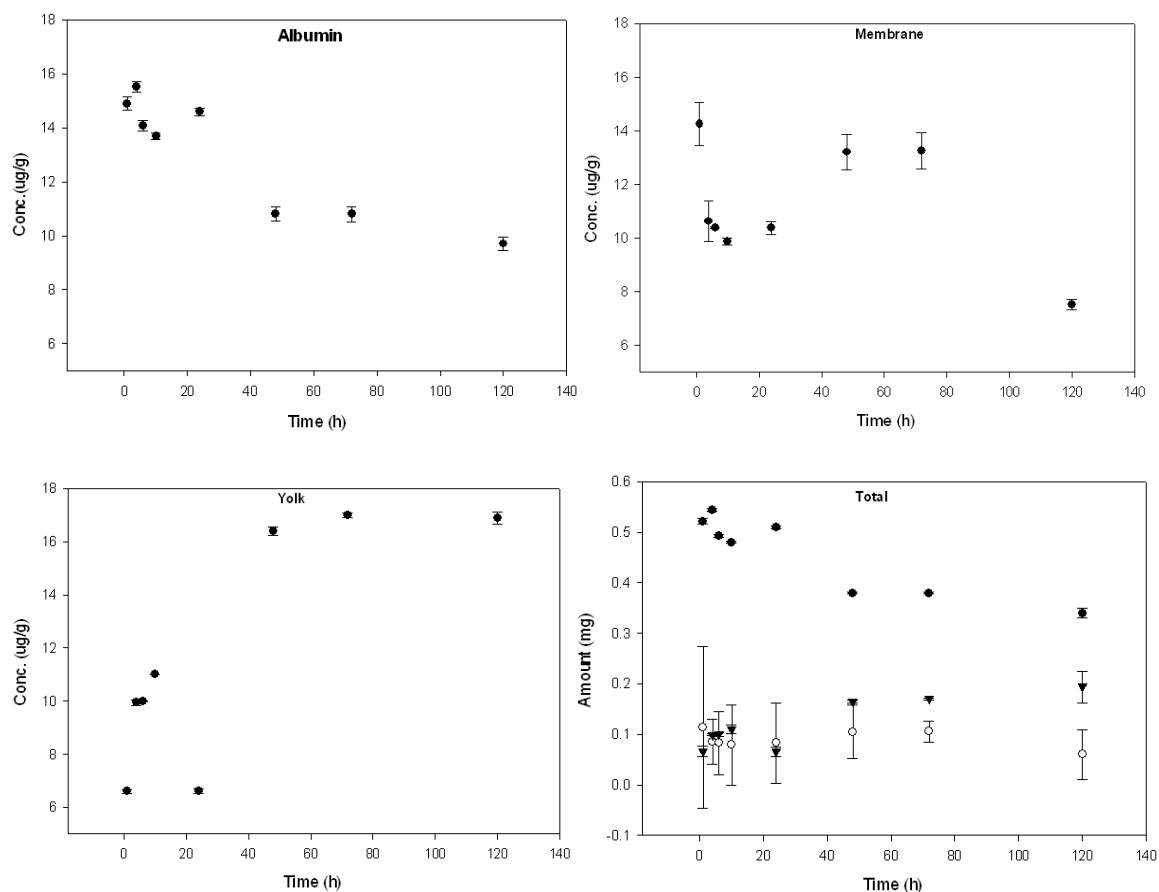 Albumin
18
16
14
12
10
8
6
Conc.(ug/g)
0 20 40 60 80 100 120 140
Time (h)
Membrane
18
16
14
12
10
8
6
Conc. (ug/g)
0 20 40 60 80 100 120 140
Time (h)
Yolk
18
16
14
12
10
8
6
Conc. (ug/g)
0 20 40 60 80 100 120 140
Time (h)
Total
0.6
0.5
0.4
0.3
0.2
0.1
0.0
-0.1
Amount (mg)
0 20 40 60 80 100 120 140
Time (h)